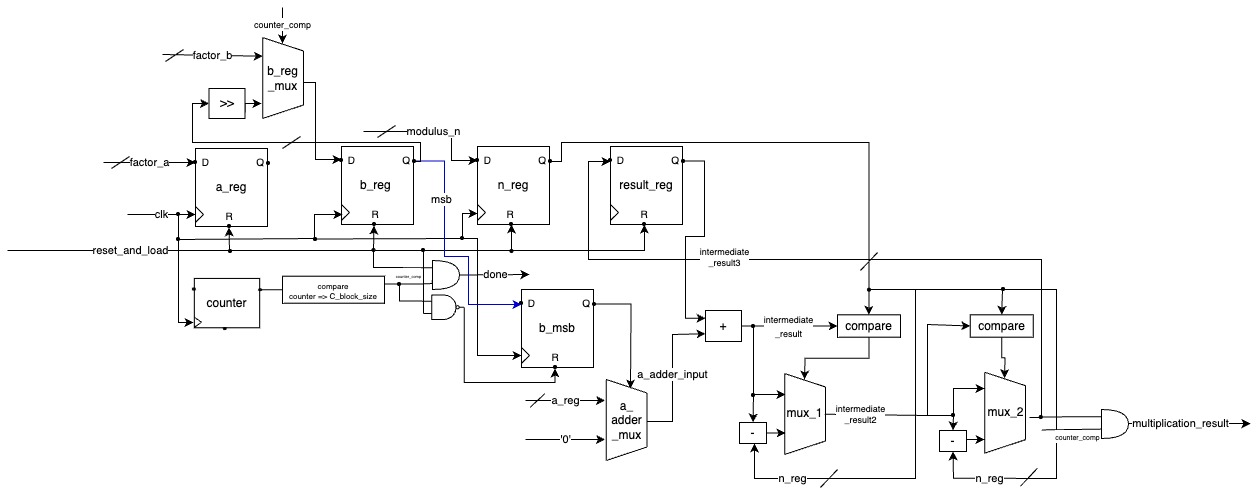 counter_comp
factor_b
b_reg
_mux
>>
modulus_n
factor_a
D
Q
a_reg
R
D
Q
b_reg
R
D
Q
n_reg
R
D
Q
result_reg
R
msb
clk
reset_and_load
intermediate
_result3
counter
compare
counter => C_block_size
counter_comp
done
D
Q
b_msb
R
+
intermediate
_result
compare
compare
a_adder_input
a_reg
a_
adder
_mux
'0'
mux_1
intermediate
_result2
mux_2
-
-
counter_comp
multiplication_result
n_reg
n_reg